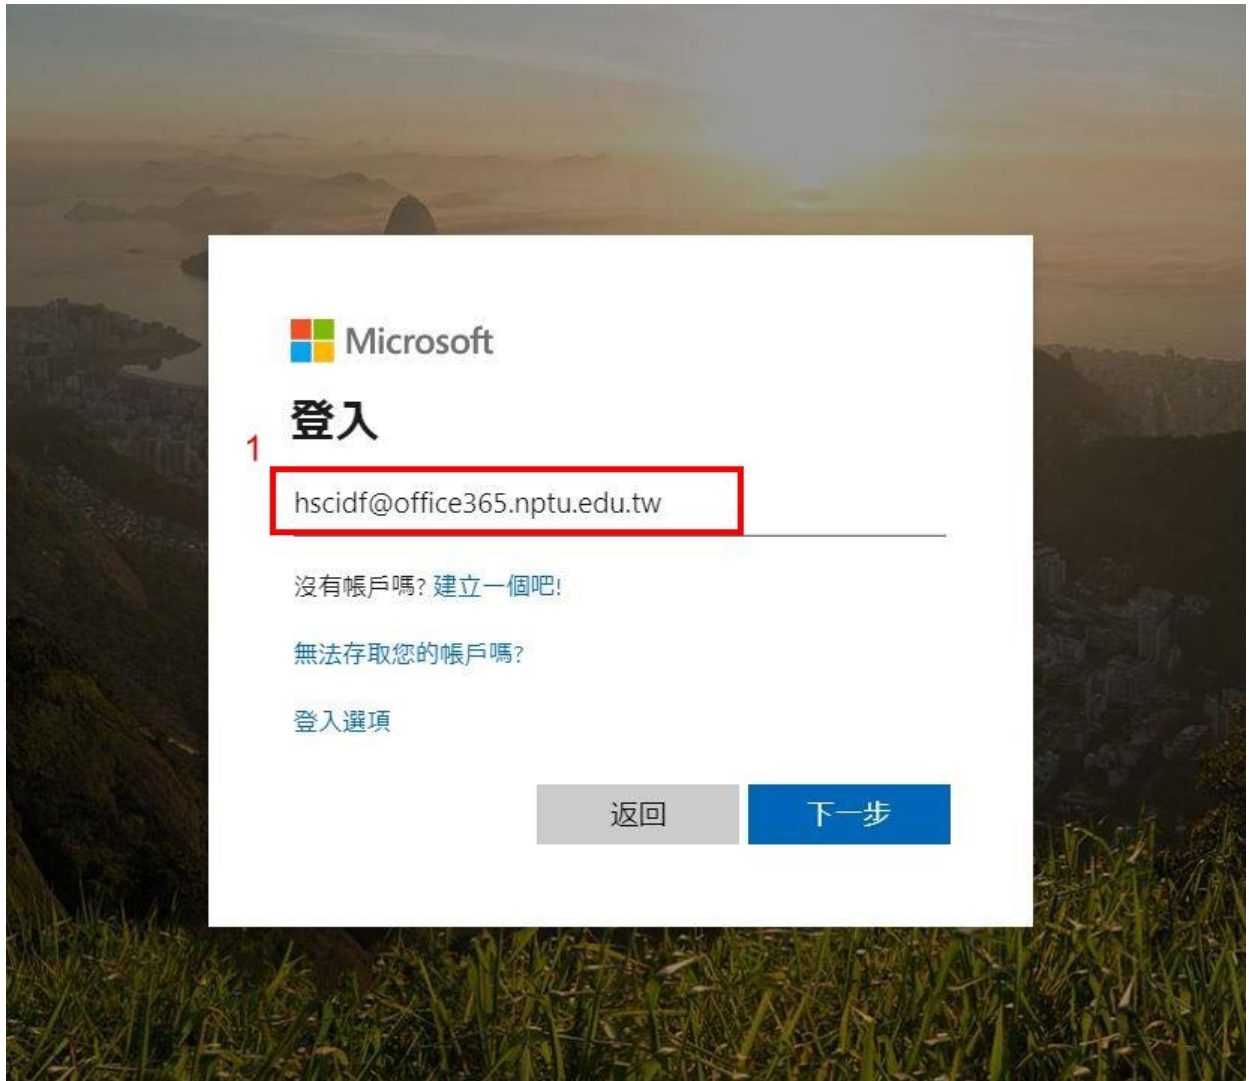 Microsoft
登入
1
hscidf@office365.nptu.edu.tw
沒有帳戶嗎? 建立一個吧!
無法存取您的帳戶嗎?
登入選項
返回 下一步